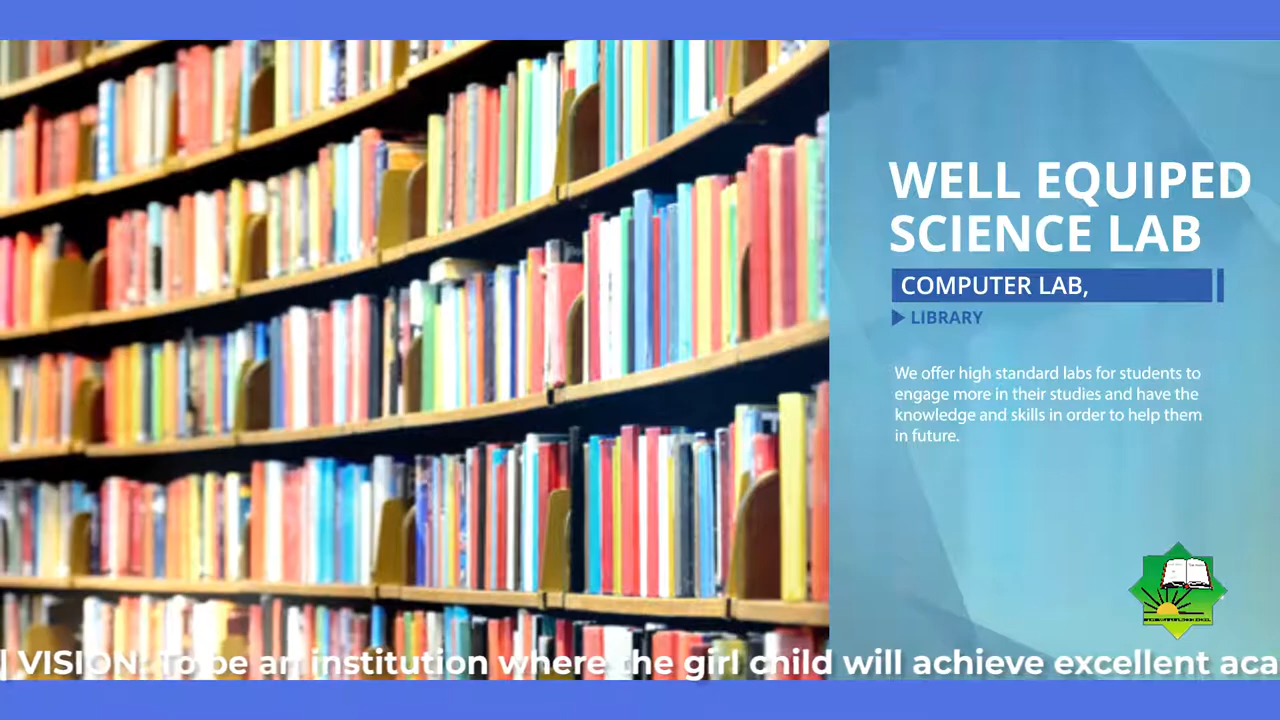 WELL EQUIPED
SCIENCE LAB
COMPUTER LAB,
LIBRARY
We offer high standard labs for students to
engage more in their studies and have the
knowledge and skills in order to help them
in future.
| VISION: To be an institution where the girl child will achieve excellent aca